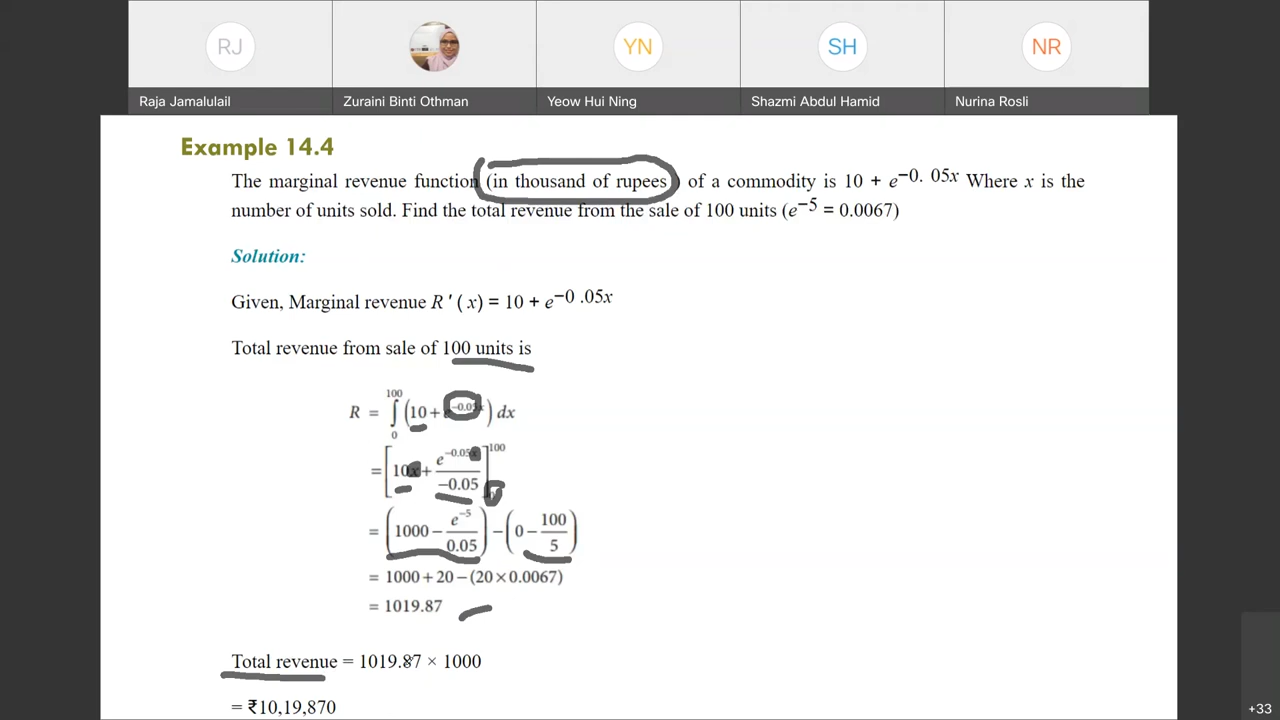 RJ
YN
SH
NR
Raja Jamalulail
Zuraini Binti Othman
Yeow Hui Ning
Shazmi Abdul Hamid
Nurina Rosli
Example 14.4
The marginal revenue function (in thousand of rupees ) of a commodity is 10 + e^−0. 05x Where x is the
number of units sold. Find the total revenue from the sale of 100 units (e^−5 = 0.0067)
Solution:
Given, Marginal revenue R ′ ( x) = 10 + e^−0 .05x
Total revenue from sale of 100 units is
R = ∫_0^100 (10 + e^−0.05x) dx
= [10x + e^−0.05x / −0.05]_0^100
= (1000 − e^−5 / 0.05) − (0 − 100 / 5)
= 1000 + 20 − (20 × 0.0067)
= 1019.87
Total revenue = 1019.87 × 1000
= ₹10,19,870
+33